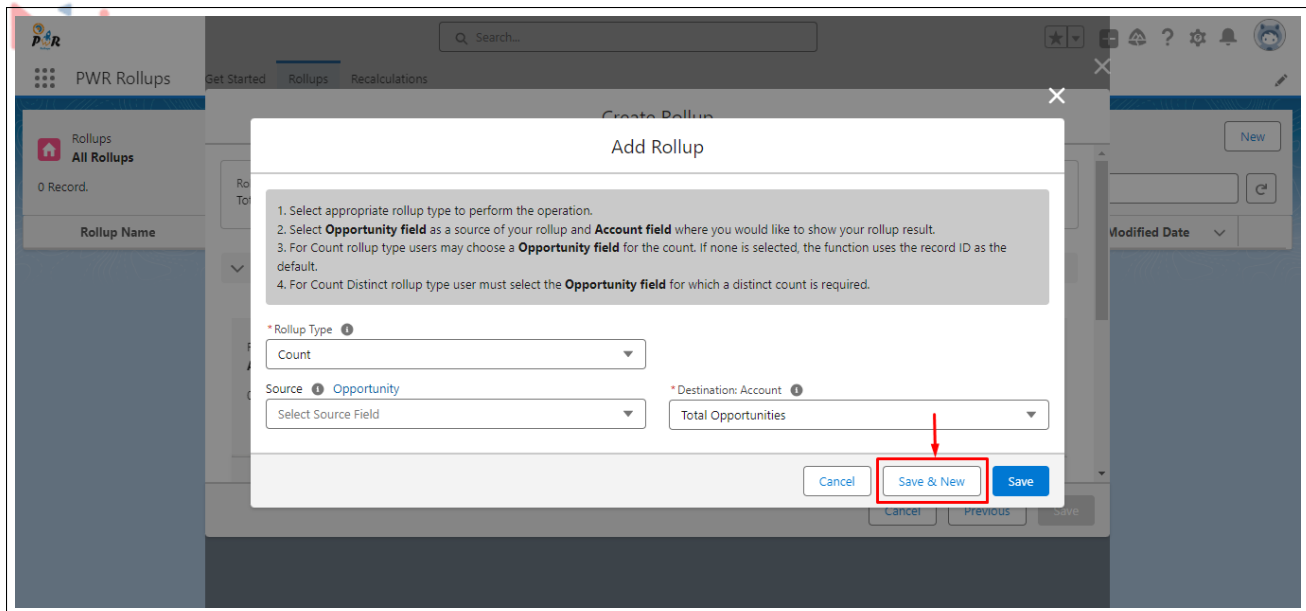 PWR
Search...
PWR Rollups
Get Started
Rollups
Recalculations
Create Rollup
Rollups
All Rollups
New
0 Record.
Rollup Name
Modified Date
Add Rollup
1. Select appropriate rollup type to perform the operation.
2. Select Opportunity field as a source of your rollup and Account field where you would like to show your rollup result.
3. For Count rollup type users may choose a Opportunity field for the count. If none is selected, the function uses the record ID as the
default.
4. For Count Distinct rollup type user must select the Opportunity field for which a distinct count is required.
*Rollup Type
Count
Source Opportunity
*Destination: Account
Select Source Field
Total Opportunities
Cancel
Save & New
Save
Cancel
Previous
Save